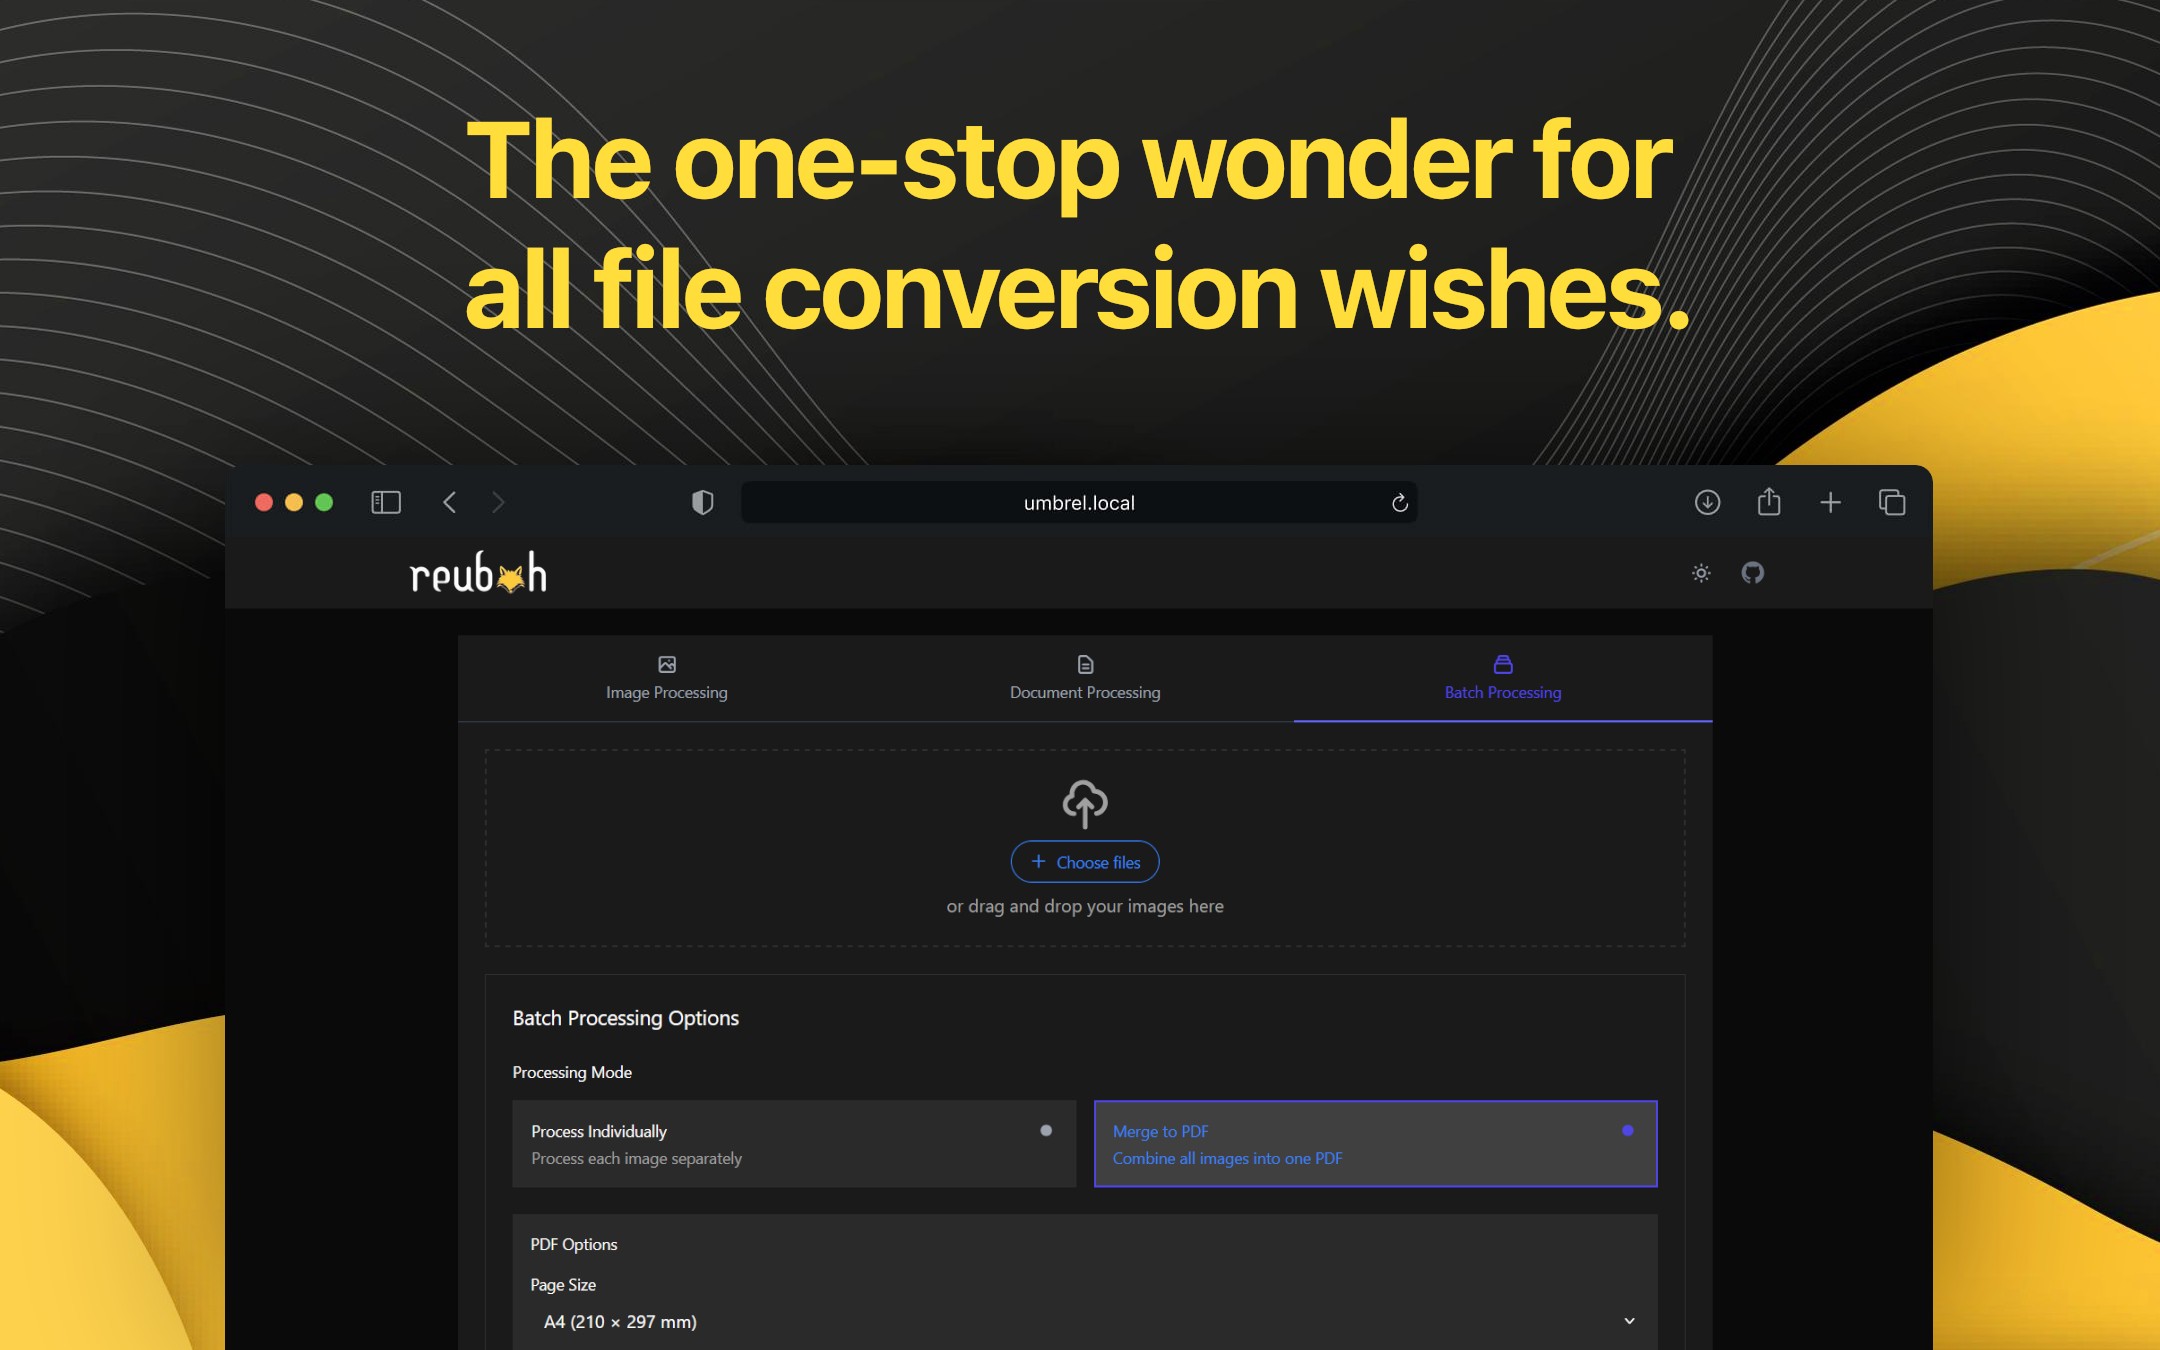 The one-stop wonder for
all file conversion wishes.
umbrel.local
reubah
Image Processing
Document Processing
Batch Processing
Choose files
or drag and drop your images here
Batch Processing Options
Processing Mode
Process Individually
Process each image separately
Merge to PDF
Combine all images into one PDF
PDF Options
Page Size
A4 (210 × 297 mm)